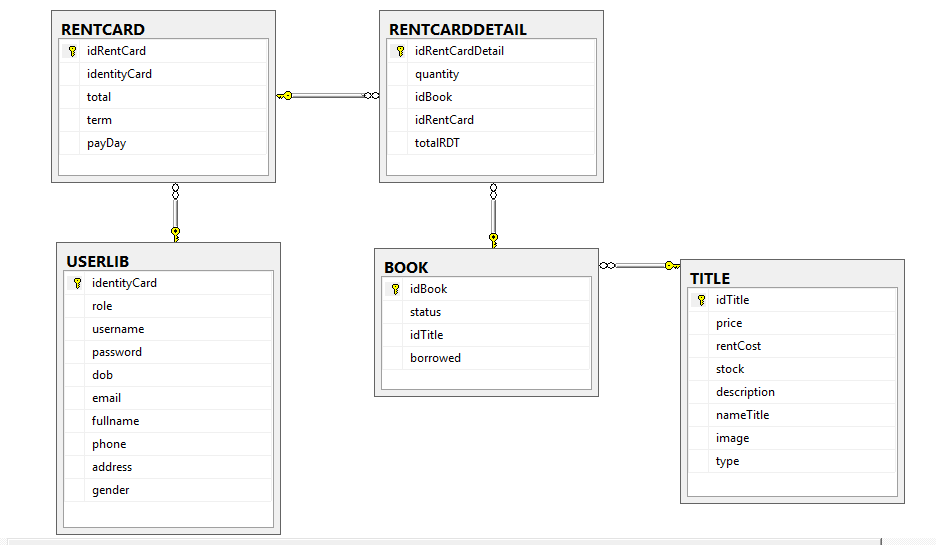 RENTCARD
idRentCard
identityCard
total
term
payDay
RENTCARDDETAIL
idRentCardDetail
quantity
idBook
idRentCard
totalRDT
USERLIB
identityCard
role
username
password
dob
email
fullname
phone
address
gender
BOOK
idBook
status
idTitle
borrowed
TITLE
idTitle
price
rentCost
stock
description
nameTitle
image
type